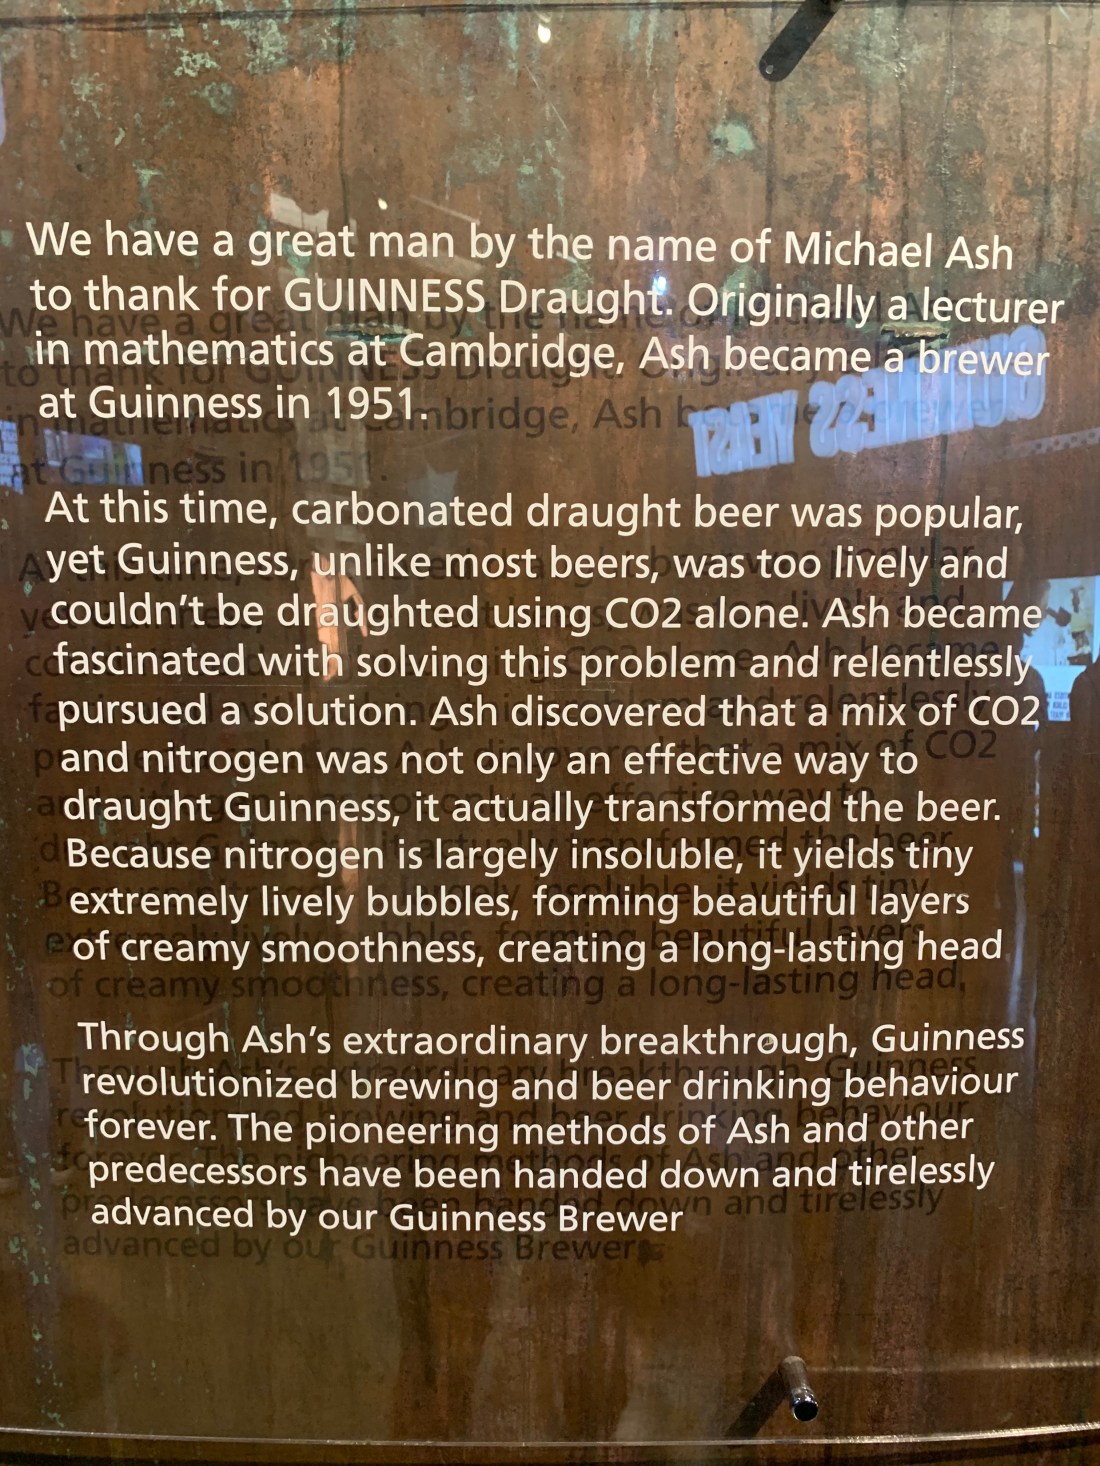 We have a great man by the name of Michael Ash
to thank for GUINNESS Draught. Originally a lecturer
in mathematics at Cambridge, Ash became a brewer
at Guinness in 1951.
At this time, carbonated draught beer was popular,
yet Guinness, unlike most beers, was too lively and
couldn't be draughted using CO2 alone. Ash became
fascinated with solving this problem and relentlessly
pursued a solution. Ash discovered that a mix of CO2
and nitrogen was not only an effective way to
draught Guinness, it actually transformed the beer.
Because nitrogen is largely insoluble, it yields tiny
extremely lively bubbles, forming beautiful layers
of creamy smoothness, creating a long-lasting head
Through Ash's extraordinary breakthrough, Guinness
revolutionized brewing and beer drinking behaviour
forever. The pioneering methods of Ash and other
predecessors have been handed down and tirelessly
advanced by our Guinness Brewer
GUINNESS YEAST